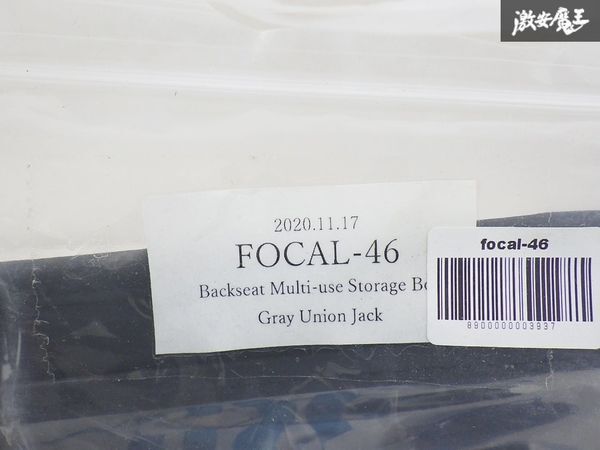 激安魔王
2020.11.17
FOCAL-46
Backseat Multi-use Storage Bo
Gray Union Jack
focal-46
8900000003937